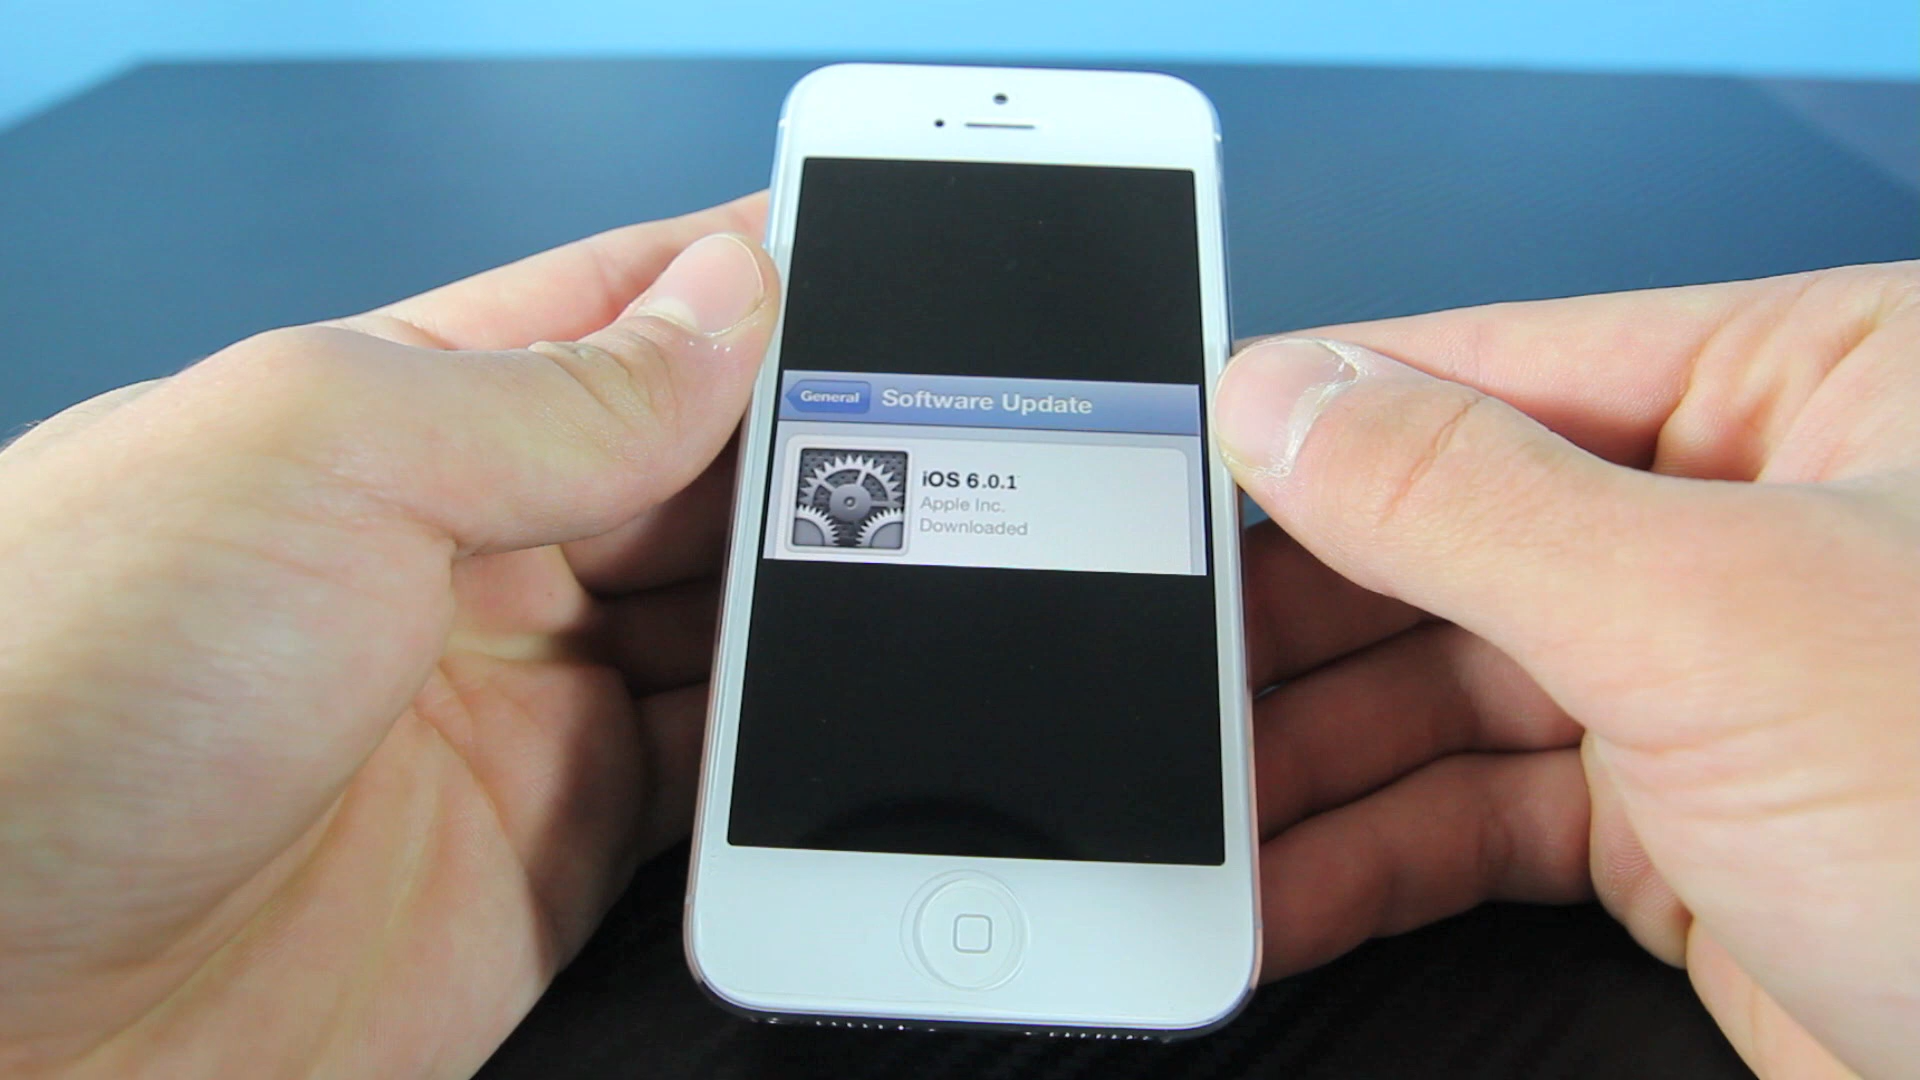 General
Software Update
iOS 6.0.1
Apple Inc.
Downloaded